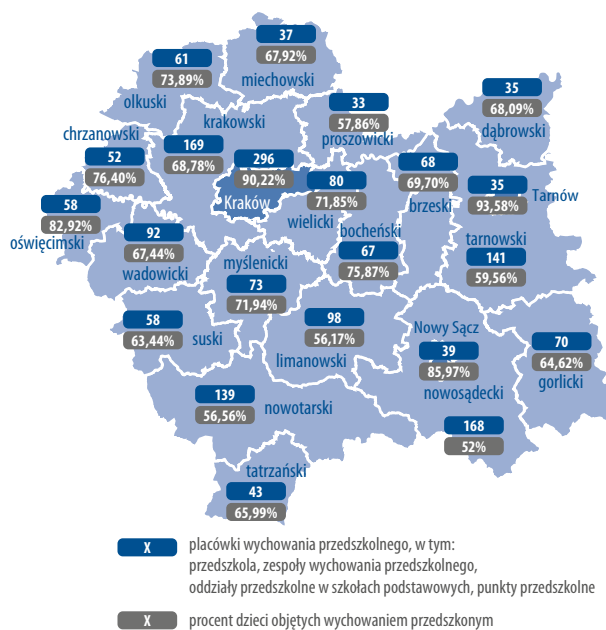 37
67,92%
miechowski
61
73,89%
olkuski
35
68,09%
dąbrowski
33
57,86%
proszowicki
krakowski
169
68,78%
chrzanowski
52
76,40%
296
90,22%
Kraków
68
69,70%
brzeski
35
93,58%
Tarnów
80
71,85%
wielicki
58
82,92%
oświęcimski
92
67,44%
wadowicki
bocheński
67
75,87%
tarnowski
141
59,56%
myślenicki
73
71,94%
58
63,44%
suski
98
56,17%
limanowski
Nowy Sącz
39
85,97%
nowosądecki
168
52%
70
64,62%
gorlicki
139
56,56%
nowotarski
tatrzański
43
65,99%
X placówki wychowania przedszkolnego, w tym:
przedszkola, zespoły wychowania przedszkolnego,
oddziały przedszkolne w szkołach podstawowych, punkty przedszkolne
X procent dzieci objętych wychowaniem przedszkonym